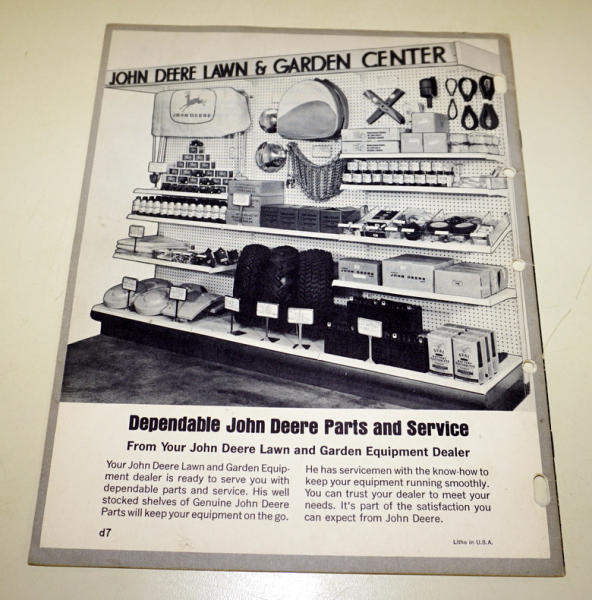 JOHN DEERE LAWN & GARDEN CENTER
JOHN DEERE
JOHN DEERE
Dependable John Deere Parts and Service
From Your John Deere Lawn and Garden Equipment Dealer
Your John Deere Lawn and Garden Equip-
ment dealer is ready to serve you with
dependable parts and service. His well
stocked shelves of Genuine John Deere
Parts will keep your equipment on the go.
He has servicemen with the know-how to
keep your equipment running smoothly.
You can trust your dealer to meet your
needs. It's part of the satisfaction you
can expect from John Deere.
d7
Litho in U.S.A.